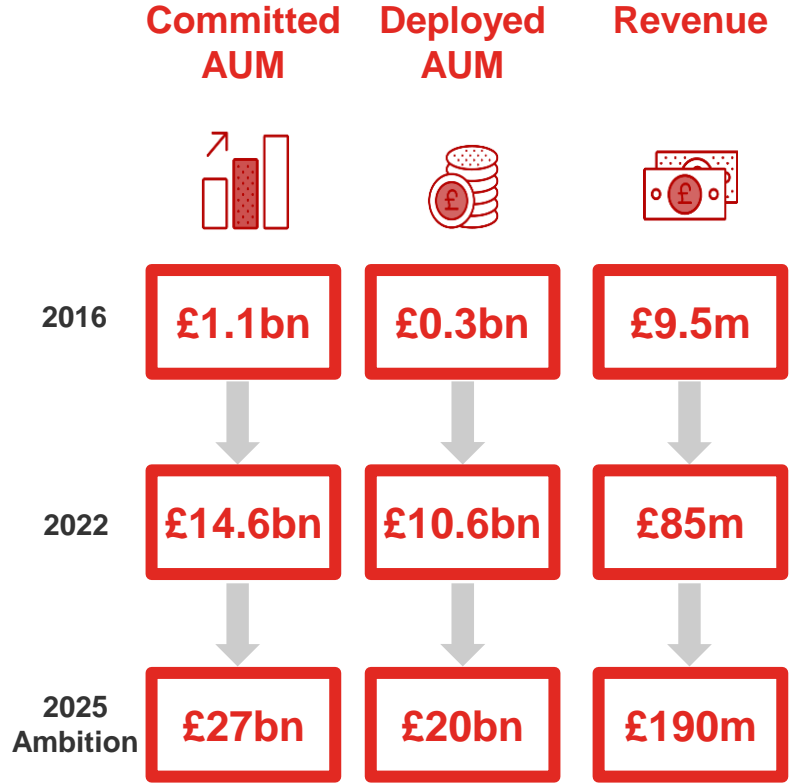 Committed
AUM
Deployed
AUM
Revenue
£
£
2016
£1.1bn
£0.3bn
£9.5m
2022
£14.6bn
£10.6bn
£85m
2025
Ambition
£27bn
£20bn
£190m